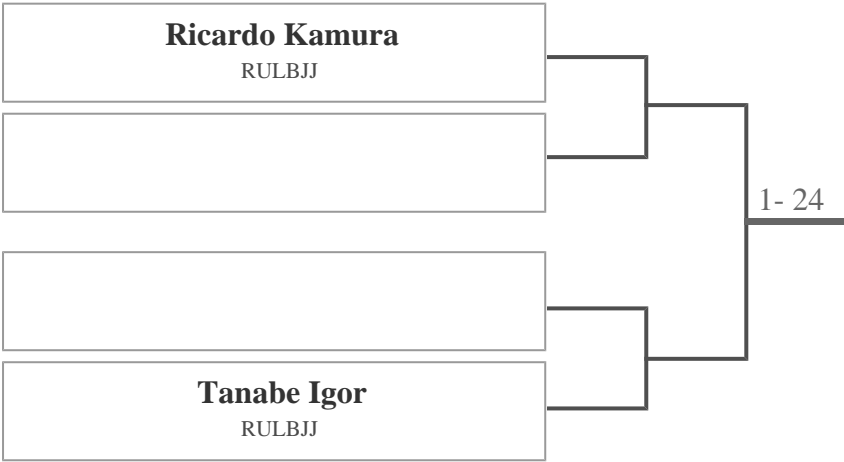 Ricardo Kamura
RULBJJ
1- 24
Tanabe Igor
RULBJJ